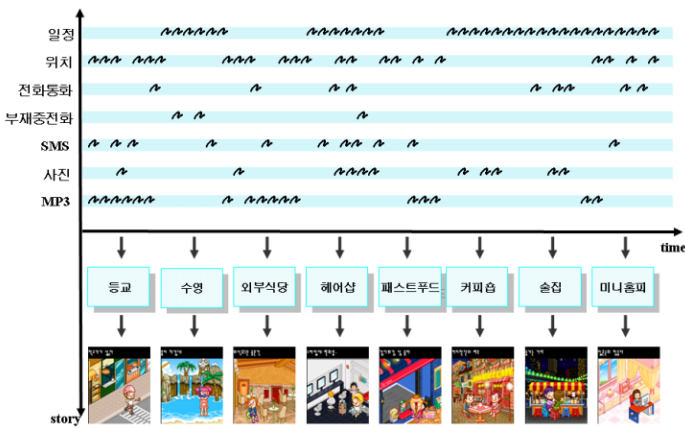 일정
위치
전화통화
부재중전화
SMS
사진
MP3
time
등교
수영
외부식당
헤어샵
패스트푸드
커피숍
술집
미니홈피
story